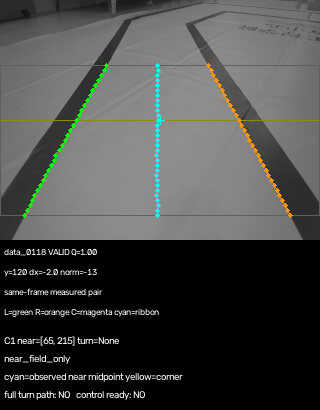 data_0118 VALID Q=1.00
y=120 dx=-2.0 norm=-13
same-frame measured pair
L=green R=orange C=magenta cyan=ribbon
C1 near=[65, 215] turn=None
near_field_only
cyan=observed near midpoint yellow=corner
full turn path: NO control ready: NO